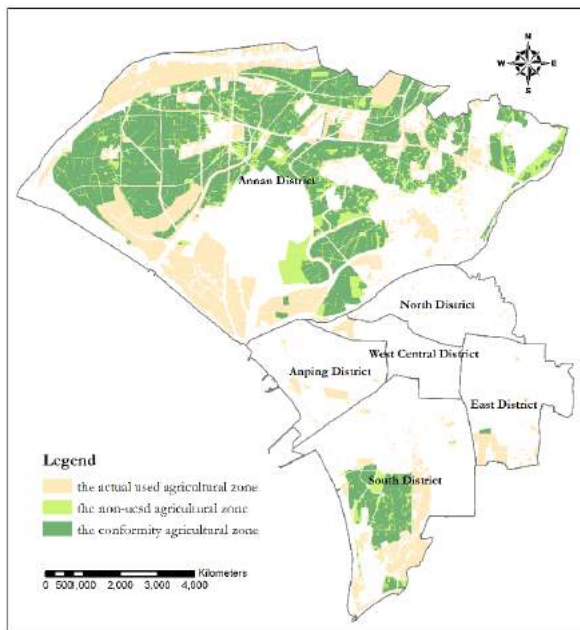 N
W E
S
Annan District
North District
West Central District
Anping District
East District
South District
Legend
the actual used agricultural zone
the non-used agricultural zone
the conformity agricultural zone
Kilometers
0 500 1,000 2,000 3,000 4,000